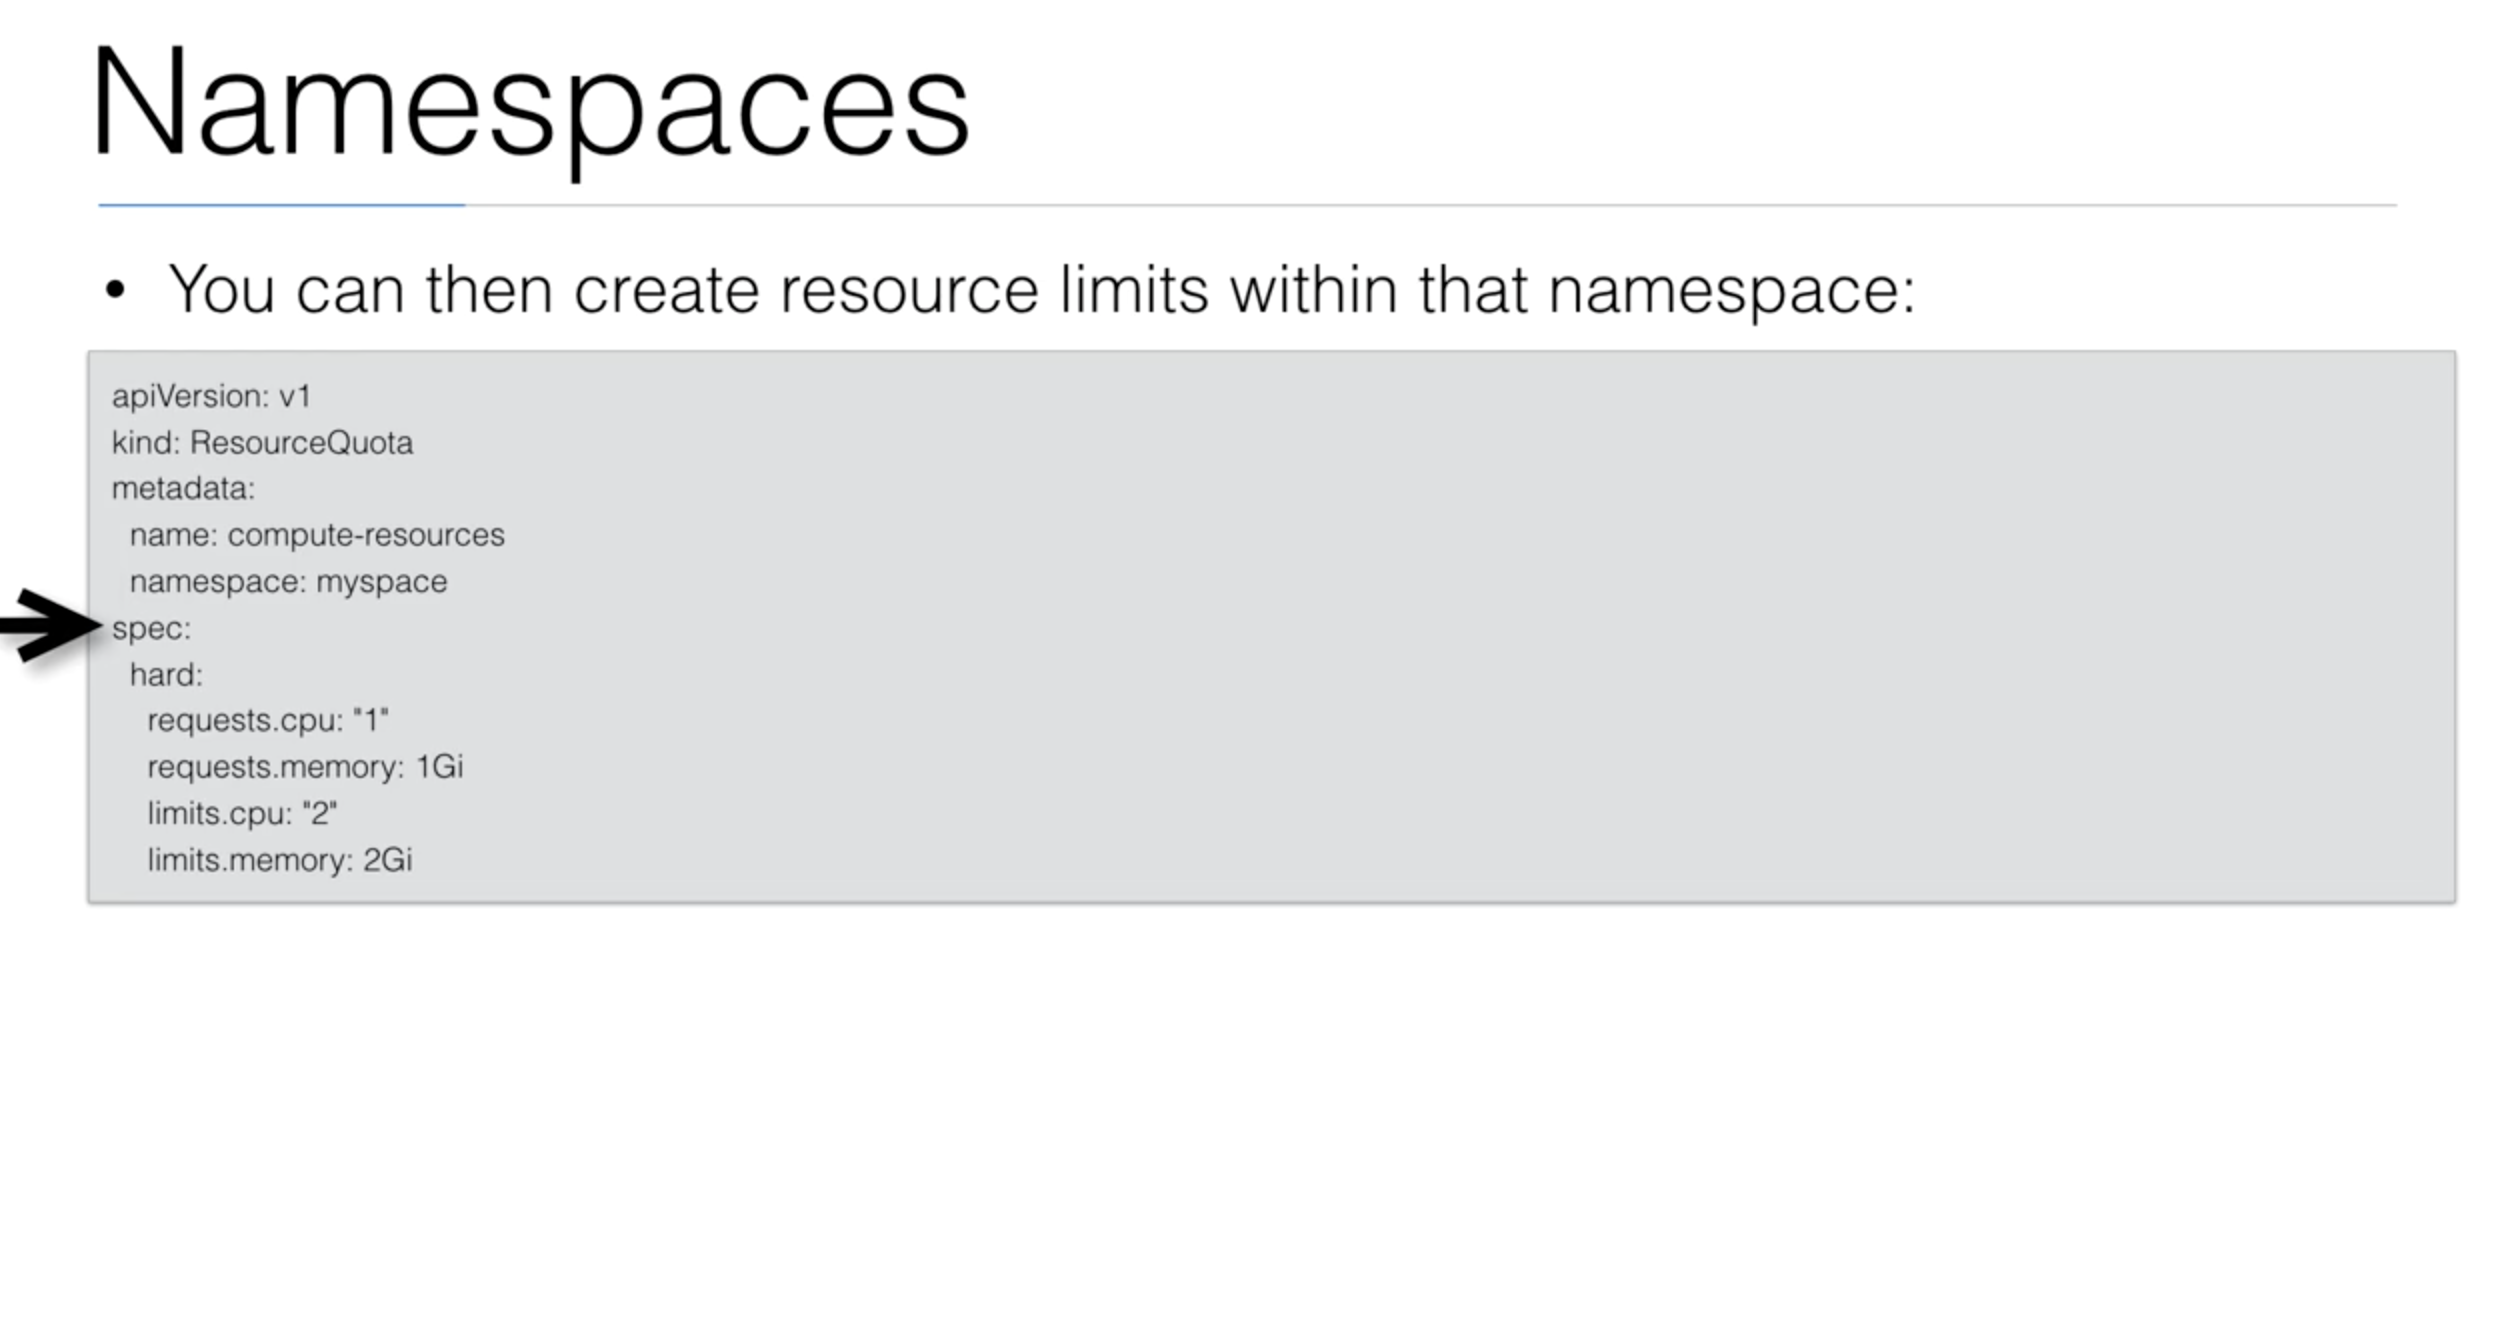 Namespaces
• You can then create resource limits within that namespace:
apiVersion: v1
kind: ResourceQuota
metadata:
  name: compute-resources
  namespace: myspace
spec:
  hard:
    requests.cpu: "1"
    requests.memory: 1Gi
    limits.cpu: "2"
    limits.memory: 2Gi